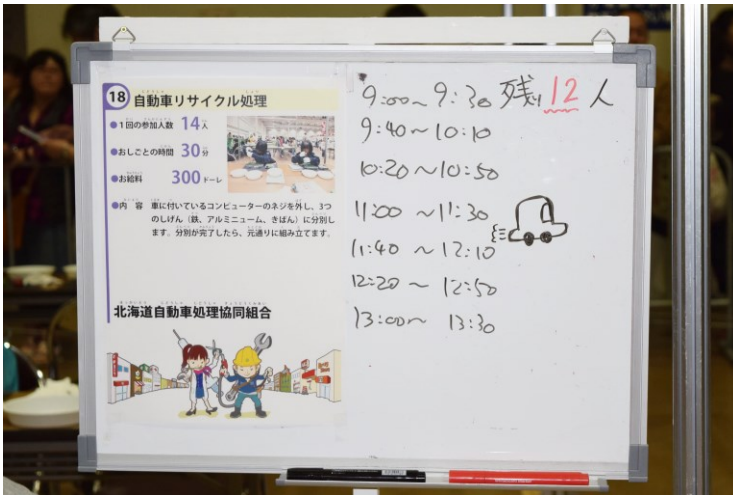 18 自動車リサイクル処理
●1回の参加人数 14人
●おしごとの時間 30分
●お給料 300ドーレ
●内 容 車に付いているコンピューターのネジを外し、3つ
のしげん（鉄、アルミニューム、きばん）に分別し
ます。分別が完了したら、元通りに組み立てます。
北海道自動車処理協同組合
9:00～9:30 残り12人
9:40～10:10
10:20～10:50
11:00～11:30
11:40～12:10
12:20～12:50
13:00～13:30